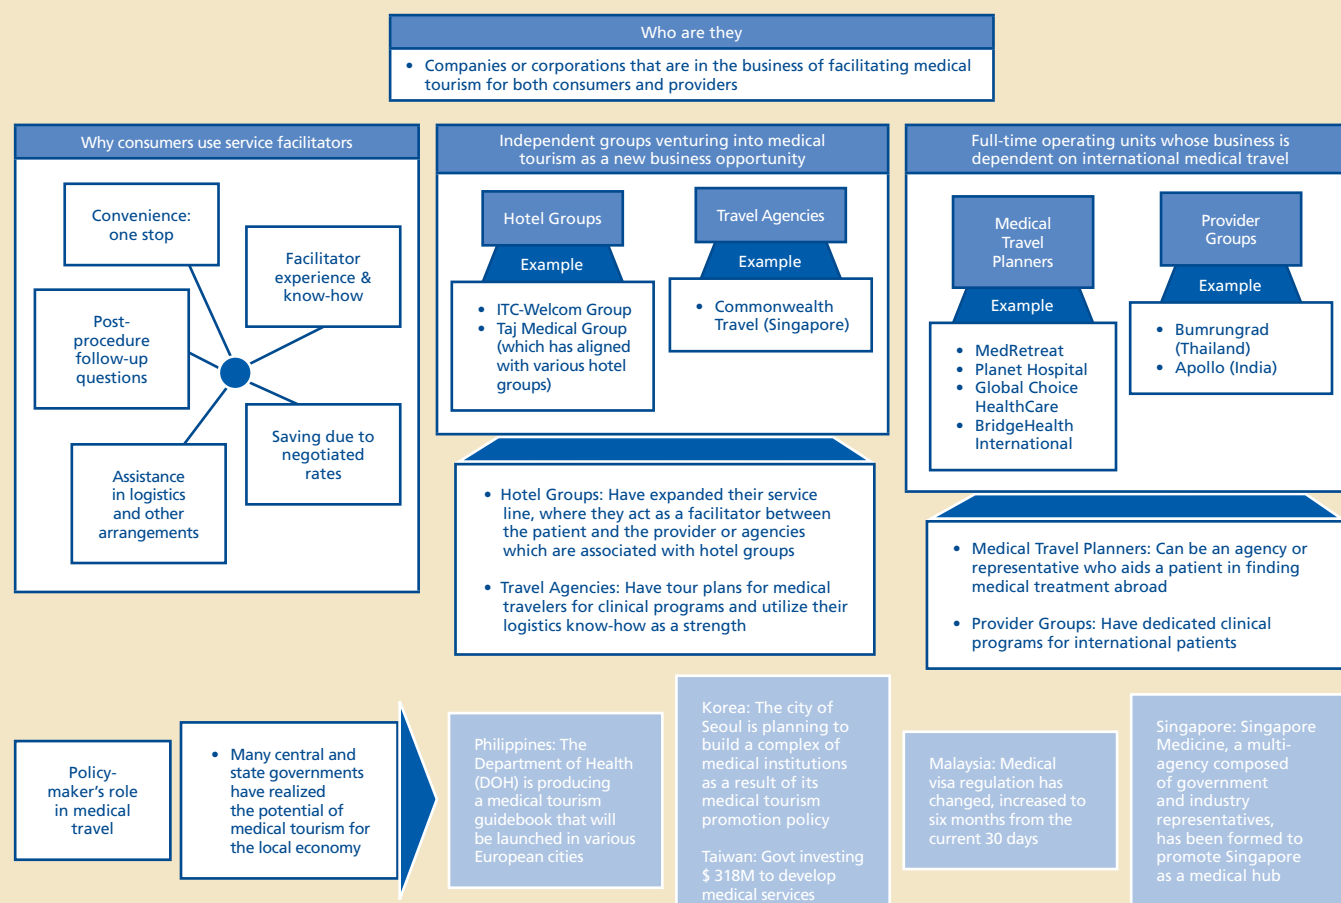 Who are they
• Companies or corporations that are in the business of facilitating medical
tourism for both consumers and providers
Why consumers use service facilitators
Convenience:
one stop
Facilitator
experience &
know-how
Post-
procedure
follow-up
questions
Saving due to
negotiated
rates
Assistance
in logistics
and other
arrangements
Independent groups venturing into medical
tourism as a new business opportunity
Hotel Groups
Example
• ITC-Welcom Group
• Taj Medical Group
(which has aligned
with various hotel
groups)
Travel Agencies
Example
• Commonwealth
Travel (Singapore)
• Hotel Groups: Have expanded their service
line, where they act as a facilitator between
the patient and the provider or agencies
which are associated with hotel groups
• Travel Agencies: Have tour plans for medical
travelers for clinical programs and utilize their
logistics know-how as a strength
Full-time operating units whose business is
dependent on international medical travel
Medical
Travel
Planners
Example
• MedRetreat
• Planet Hospital
• Global Choice
HealthCare
• BridgeHealth
International
Provider
Groups
Example
• Bumrungrad
(Thailand)
• Apollo (India)
• Medical Travel Planners: Can be an agency or
representative who aids a patient in finding
medical treatment abroad
• Provider Groups: Have dedicated clinical
programs for international patients
Policy-
maker's role
in medical
travel
• Many central and
state governments
have realized
the potential of
medical tourism for
the local economy
Philippines: The
Department of Health
(DOH) is producing
a medical tourism
guidebook that will
be launched in various
European cities
Korea: The city of
Seoul is planning to
build a complex of
medical institutions
as a result of its
medical tourism
promotion policy
Taiwan: Govt investing
$ 318M to develop
medical services
Malaysia: Medical
visa regulation has
changed, increased to
six months from the
current 30 days
Singapore: Singapore
Medicine, a multi-
agency composed
of government
and industry
representatives,
has been formed to
promote Singapore
as a medical hub